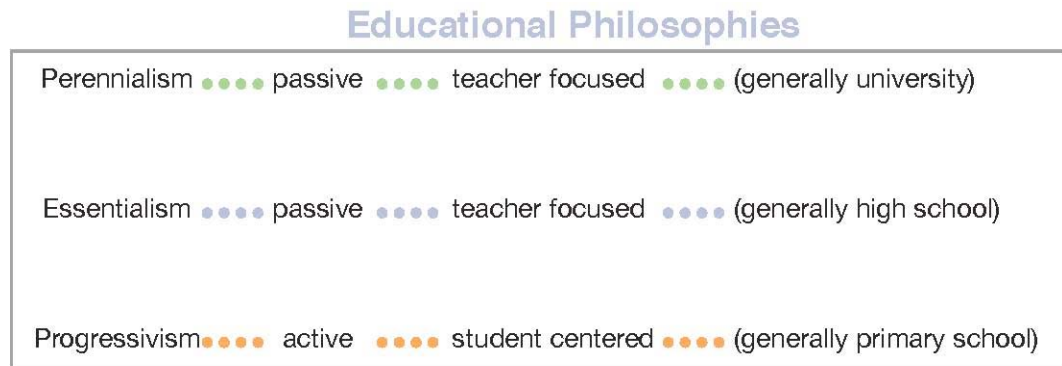 Educational Philosophies
Perennialism •••• passive •••• teacher focused •••• (generally university)
Essentialism •••• passive •••• teacher focused •••• (generally high school)
Progressivism •••• active •••• student centered •••• (generally primary school)